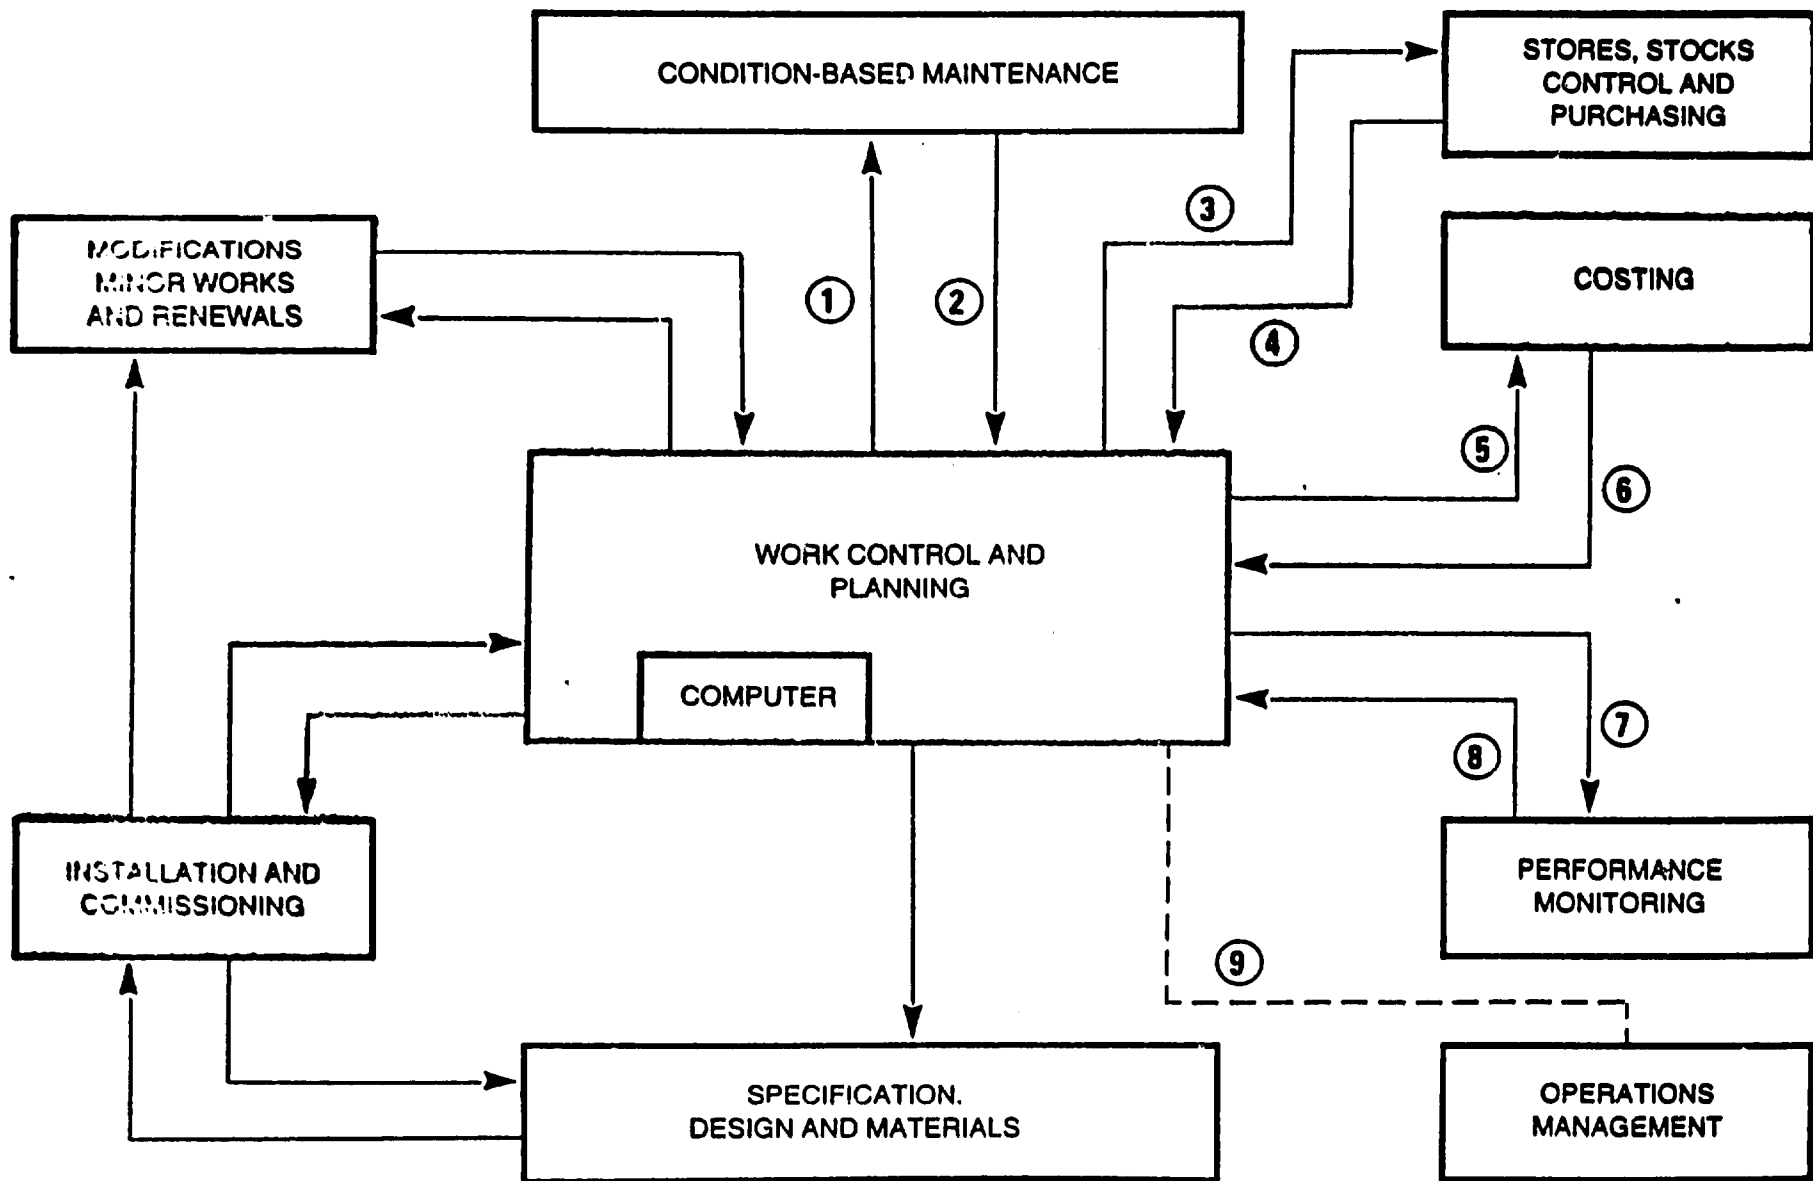 CONDITION-BASED MAINTENANCE
STORES, STOCKS
CONTROL AND
PURCHASING
MODIFICATIONS
MINOR WORKS
AND RENEWALS
3
COSTING
1
2
4
5
6
WORK CONTROL AND
PLANNING
COMPUTER
7
8
INSTALLATION AND
COMMISSIONING
PERFORMANCE
MONITORING
9
SPECIFICATION.
DESIGN AND MATERIALS
OPERATIONS
MANAGEMENT